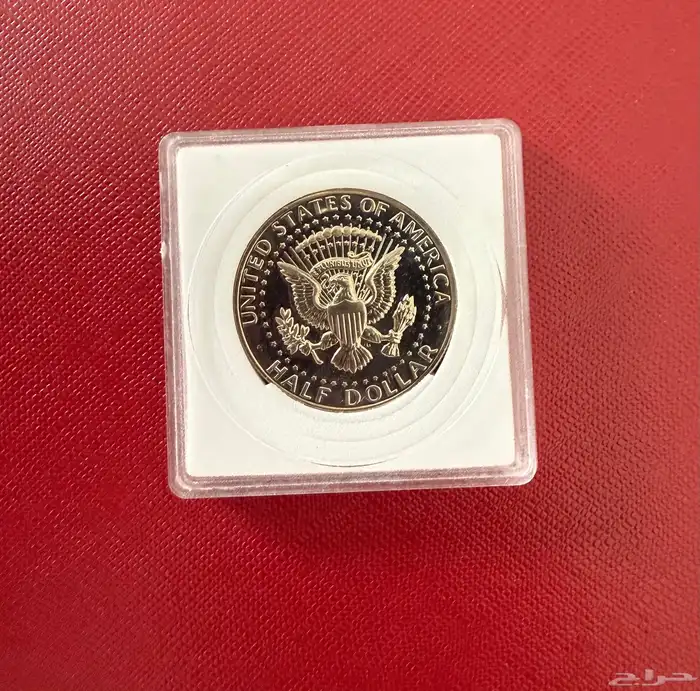 UNITED STATES OF AMERICA
PLURIBUS UNUM
HALF DOLLAR
حراج